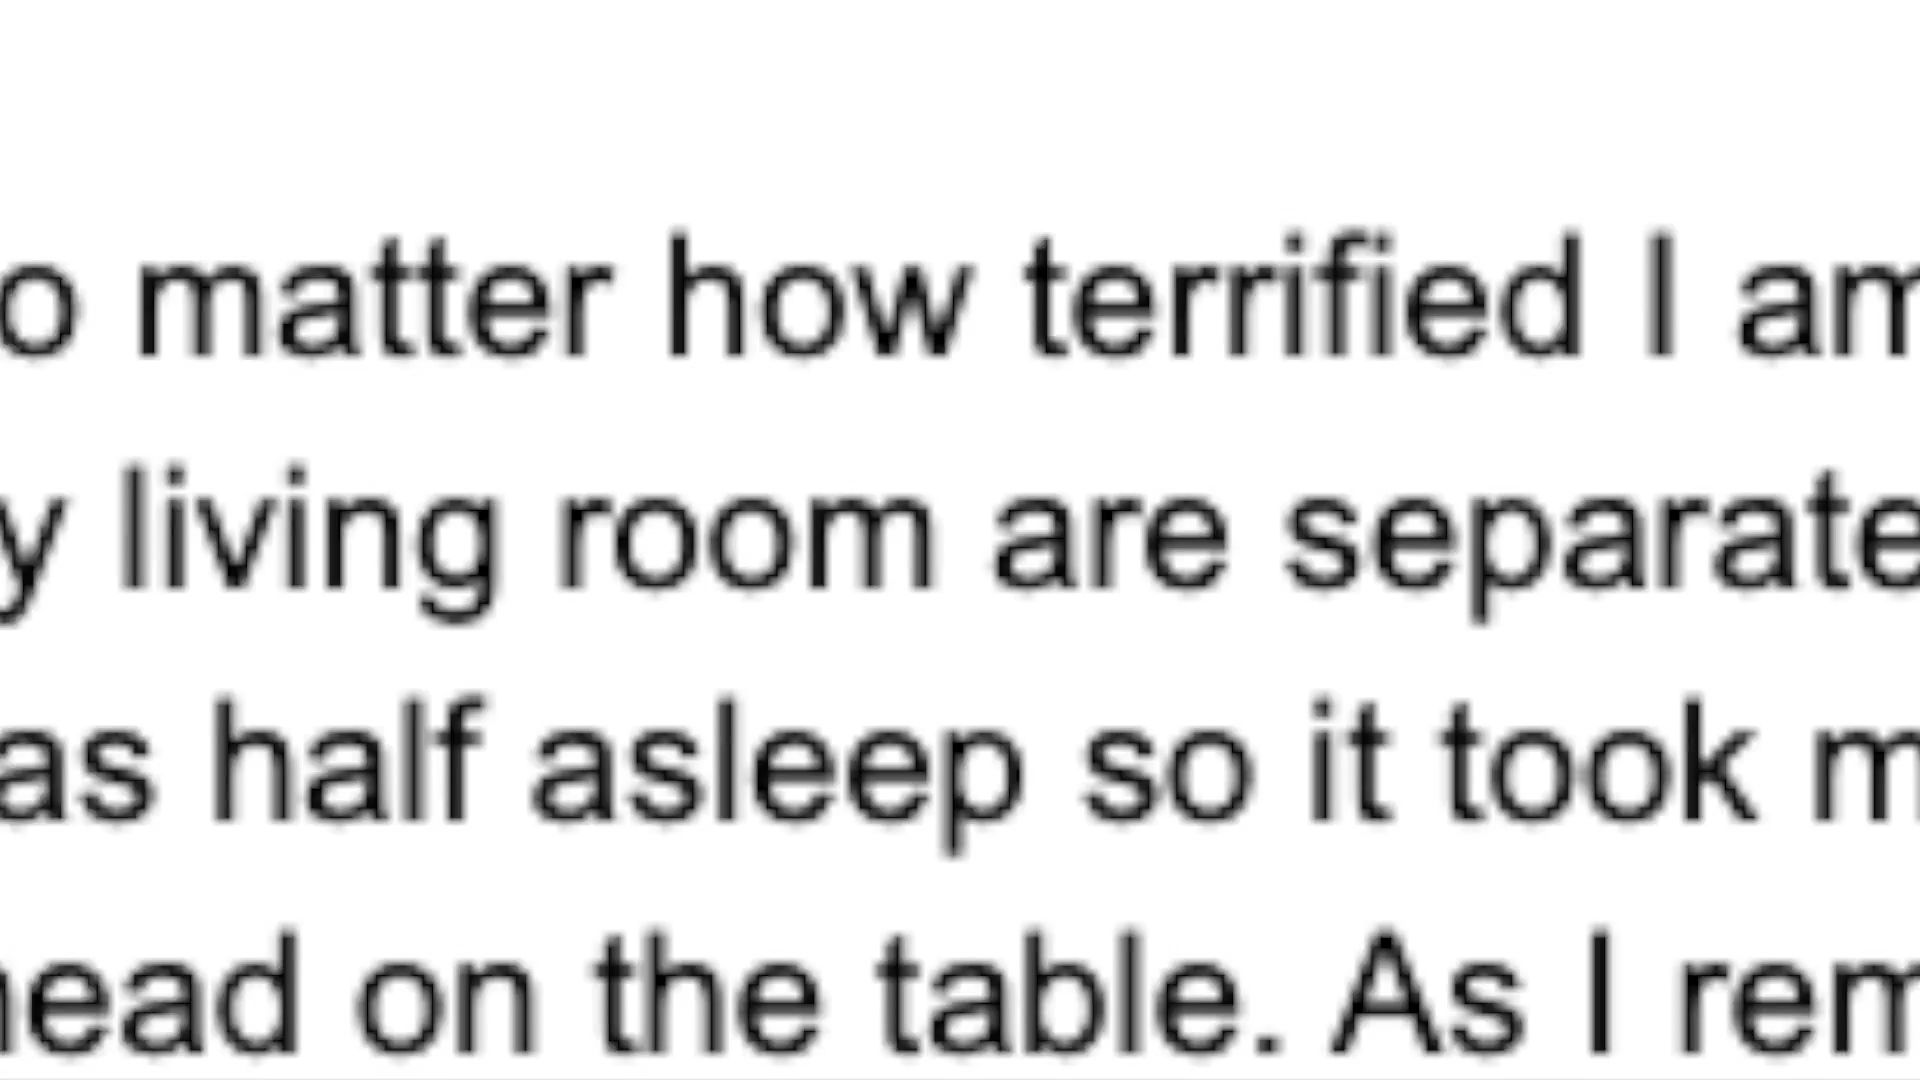 o matter how terrified I am
y living room are separate
as half asleep so it took m
head on the table. As I rem